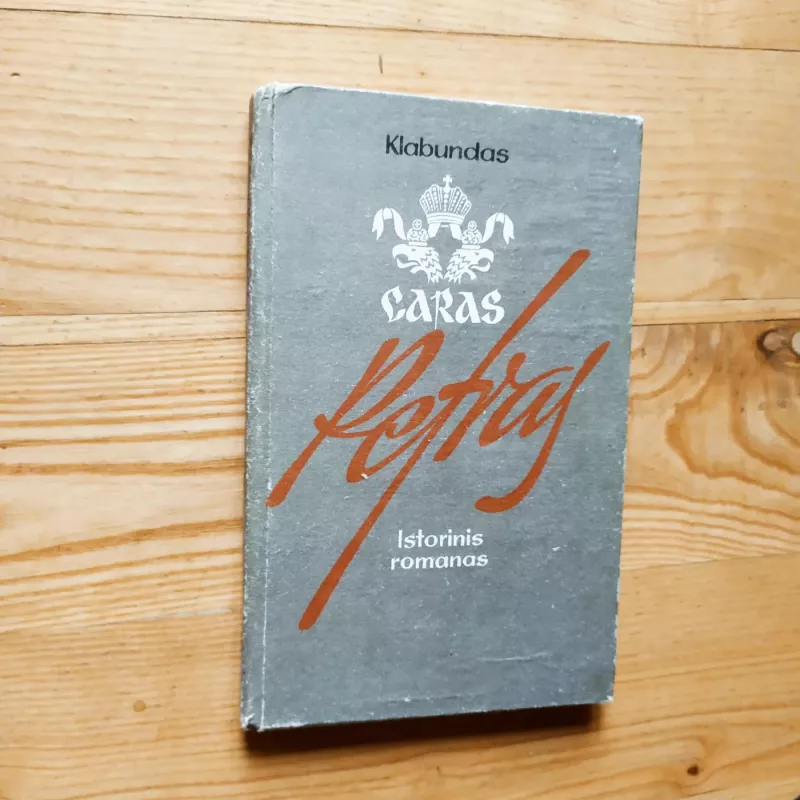 Klabundas
CARAS
Petras
Istorinis
romanas